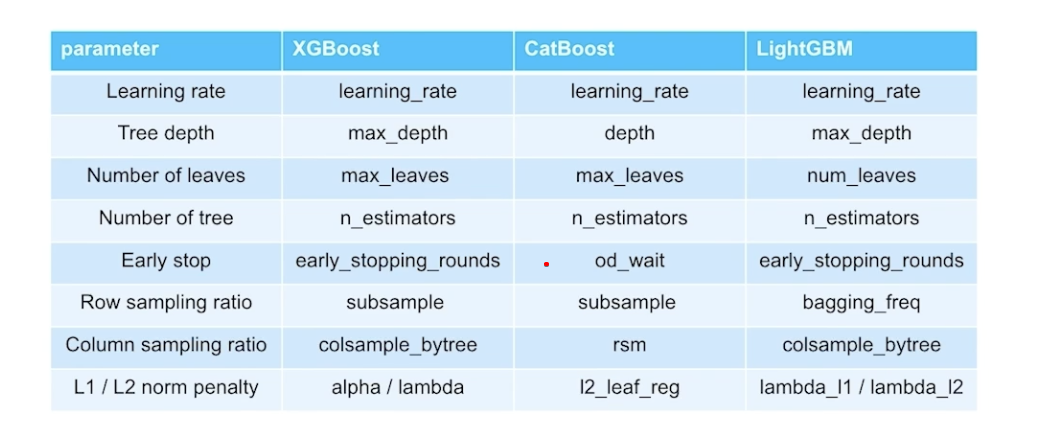 parameter XGBoost CatBoost LightGBM
Learning rate learning_rate learning_rate learning_rate
Tree depth max_depth depth max_depth
Number of leaves max_leaves max_leaves num_leaves
Number of tree n_estimators n_estimators n_estimators
Early stop early_stopping_rounds od_wait early_stopping_rounds
Row sampling ratio subsample subsample bagging_freq
Column sampling ratio colsample_bytree rsm colsample_bytree
L1 / L2 norm penalty alpha / lambda l2_leaf_reg lambda_l1 / lambda_l2